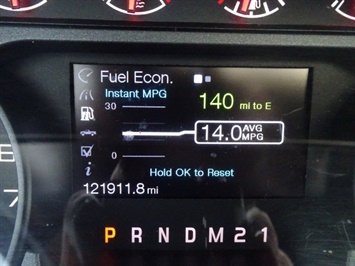 Fuel Econ.
Instant MPG
30
140 mi to E
14.0 AVG MPG
0
Hold OK to Reset
i
121911.8 mi
P R N D M 2 1
E
7